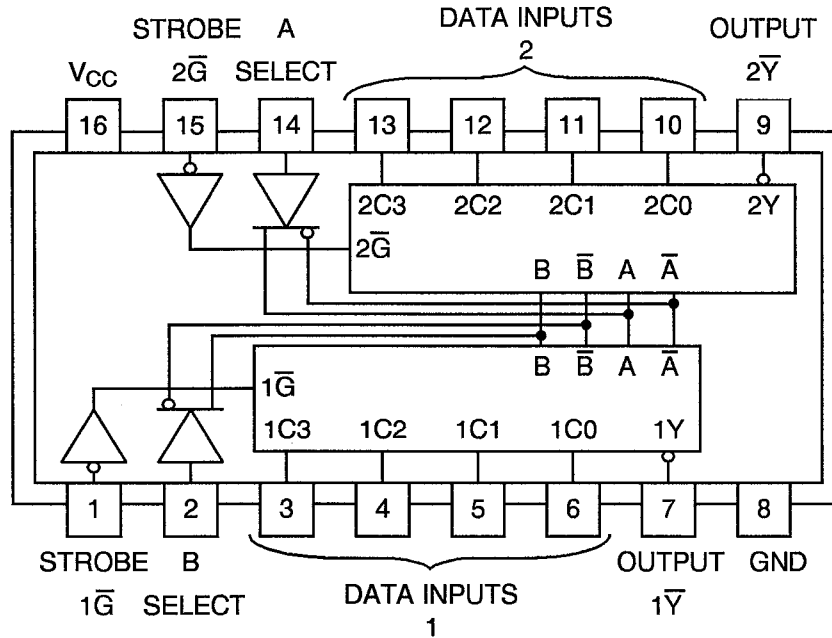 STROBE A DATA INPUTS OUTPUT
V_CC 2G̅ SELECT 2 2Y̅
16 15 14 13 12 11 10 9
2C3 2C2 2C1 2C0 2Y
2G̅
B B̅ A A̅
B B̅ A A̅
1G̅
1C3 1C2 1C1 1C0 1Y
1 2 3 4 5 6 7 8
STROBE B DATA INPUTS OUTPUT GND
1G̅ SELECT 1 1Y̅